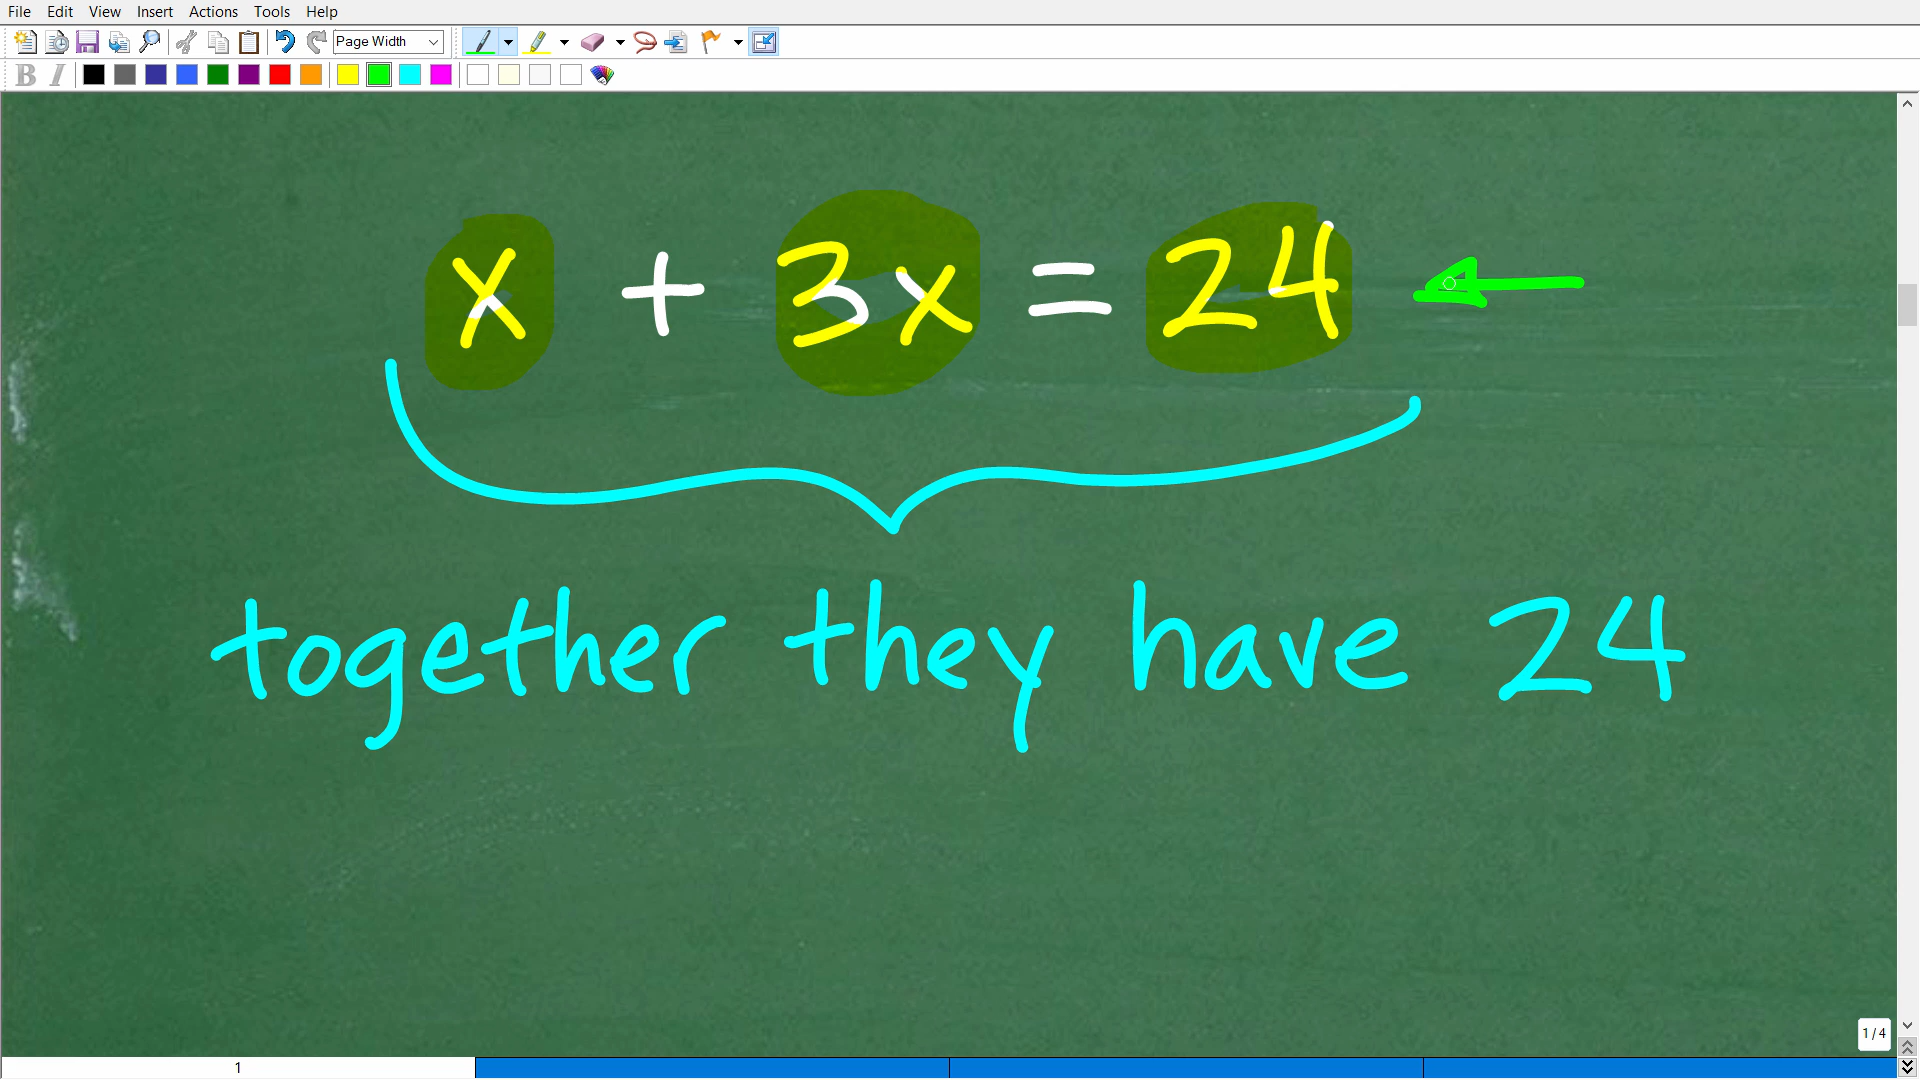 File Edit View Insert Actions Tools Help
Page Width
B I
x + 3x = 24
together they have 24
1 / 4
1